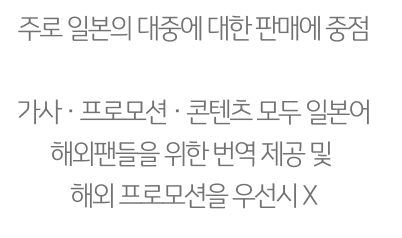 주로 일본의 대중에 대한 판매에 중점
가사 · 프로모션 · 콘텐츠 모두 일본어
해외팬들을 위한 번역 제공 및
해외 프로모션을 우선시 X